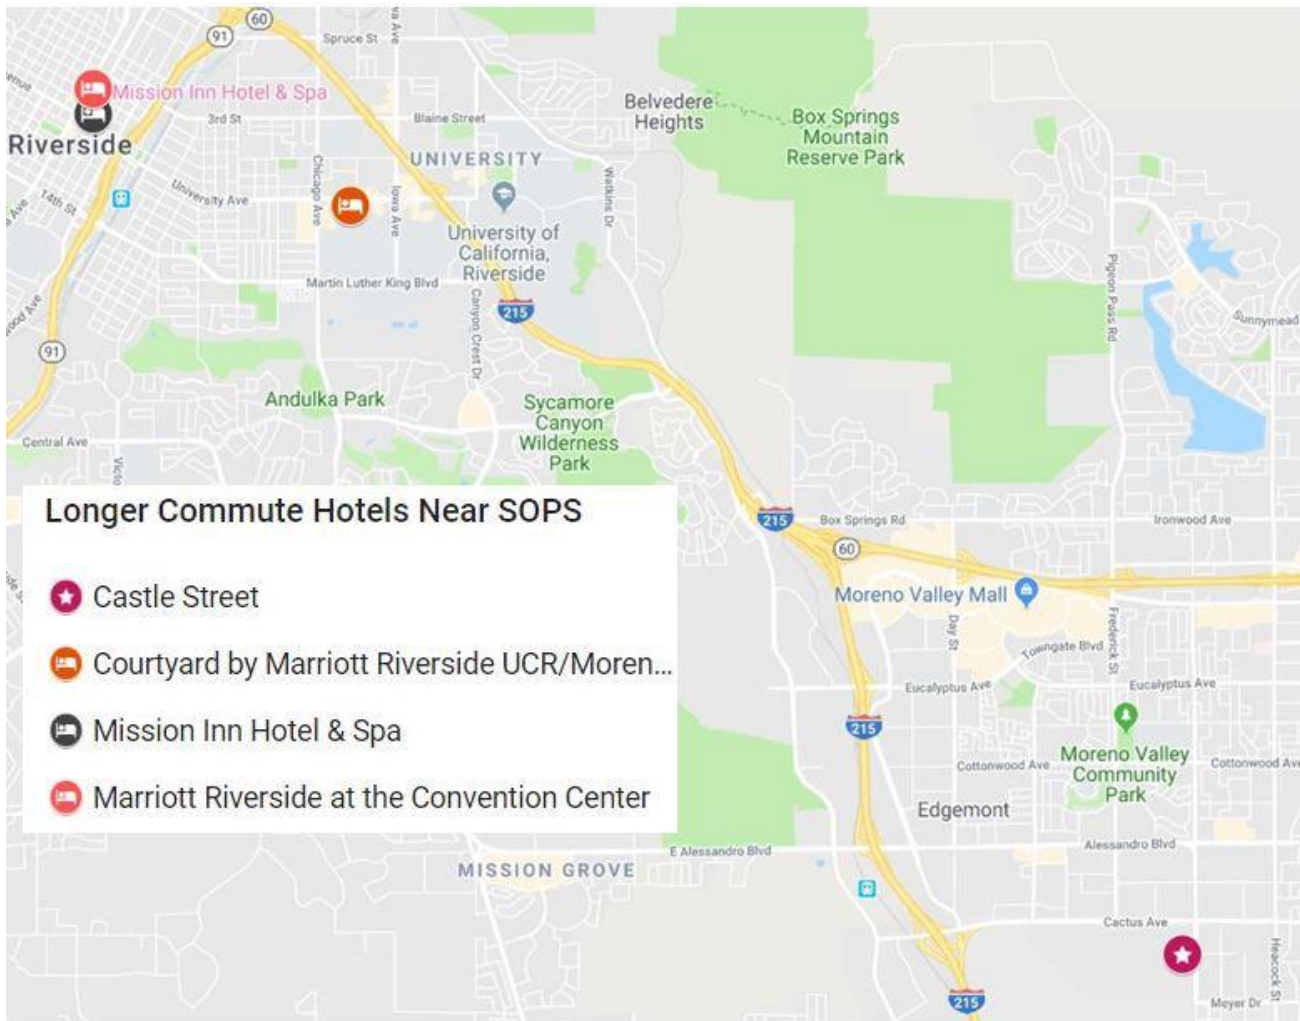 60
91
Spruce St
Mission Inn Hotel & Spa
Riverside
3rd St
Blaine Street
UNIVERSITY
Belvedere
Heights
Box Springs
Mountain
Reserve Park
14th St
University Ave
Chicago Ave
Iowa Ave
Watkins Dr
University of
California,
Riverside
Martin Luther King Blvd
Canyon Crest Dr
215
Pigeon Pass Rd
Sunnymead
91
Andulka Park
Sycamore
Canyon
Wilderness
Park
Central Ave
Victo
215
Box Springs Rd
60
Ironwood Ave
Longer Commute Hotels Near SOPS
Castle Street
Courtyard by Marriott Riverside UCR/Moren...
Mission Inn Hotel & Spa
Marriott Riverside at the Convention Center
Moreno Valley Mall
Day St
Frederick St
Towngate Blvd
Eucalyptus Ave
Eucalyptus Ave
215
Cottonwood Ave
Moreno Valley
Community
Park
Cottonwood Ave
Edgemont
E Alessandro Blvd
Alessandro Blvd
MISSION GROVE
Cactus Ave
Heacock St
215
Meyer Dr